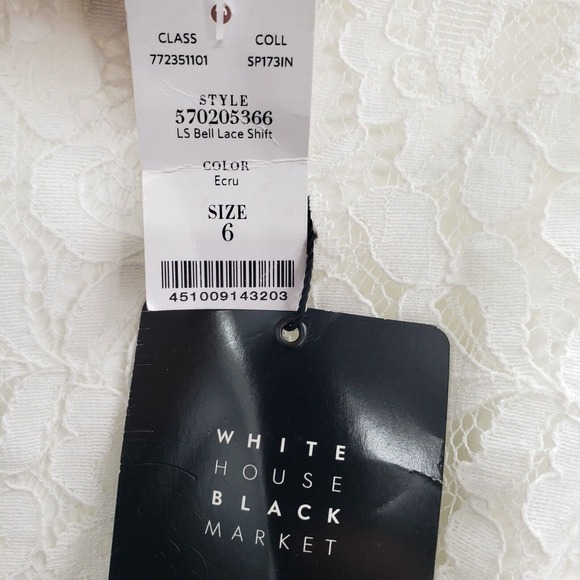 CLASS COLL
772351101 SP173IN
STYLE
570205366
LS Bell Lace Shift
COLOR
Ecru
SIZE
6
451009143203
WHITE
HOUSE
BLACK
MARKET